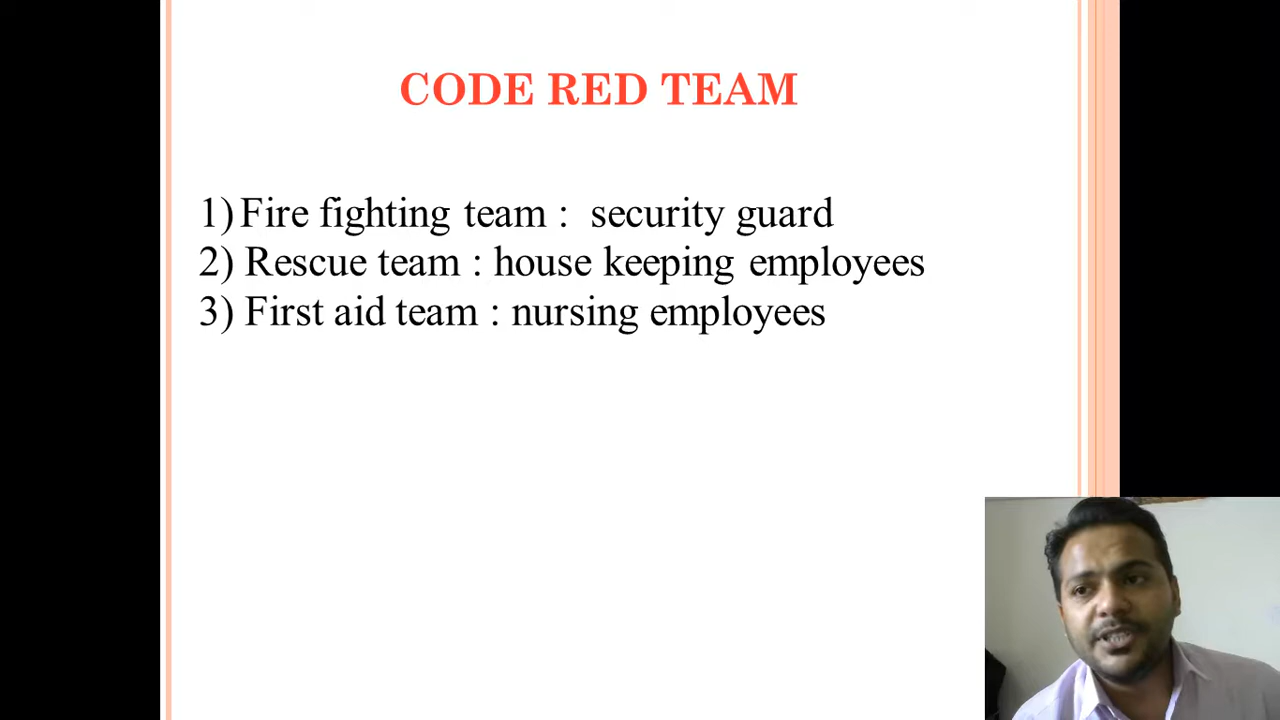 CODE RED TEAM
1) Fire fighting team :  security guard
2) Rescue team : house keeping employees
3) First aid team : nursing employees